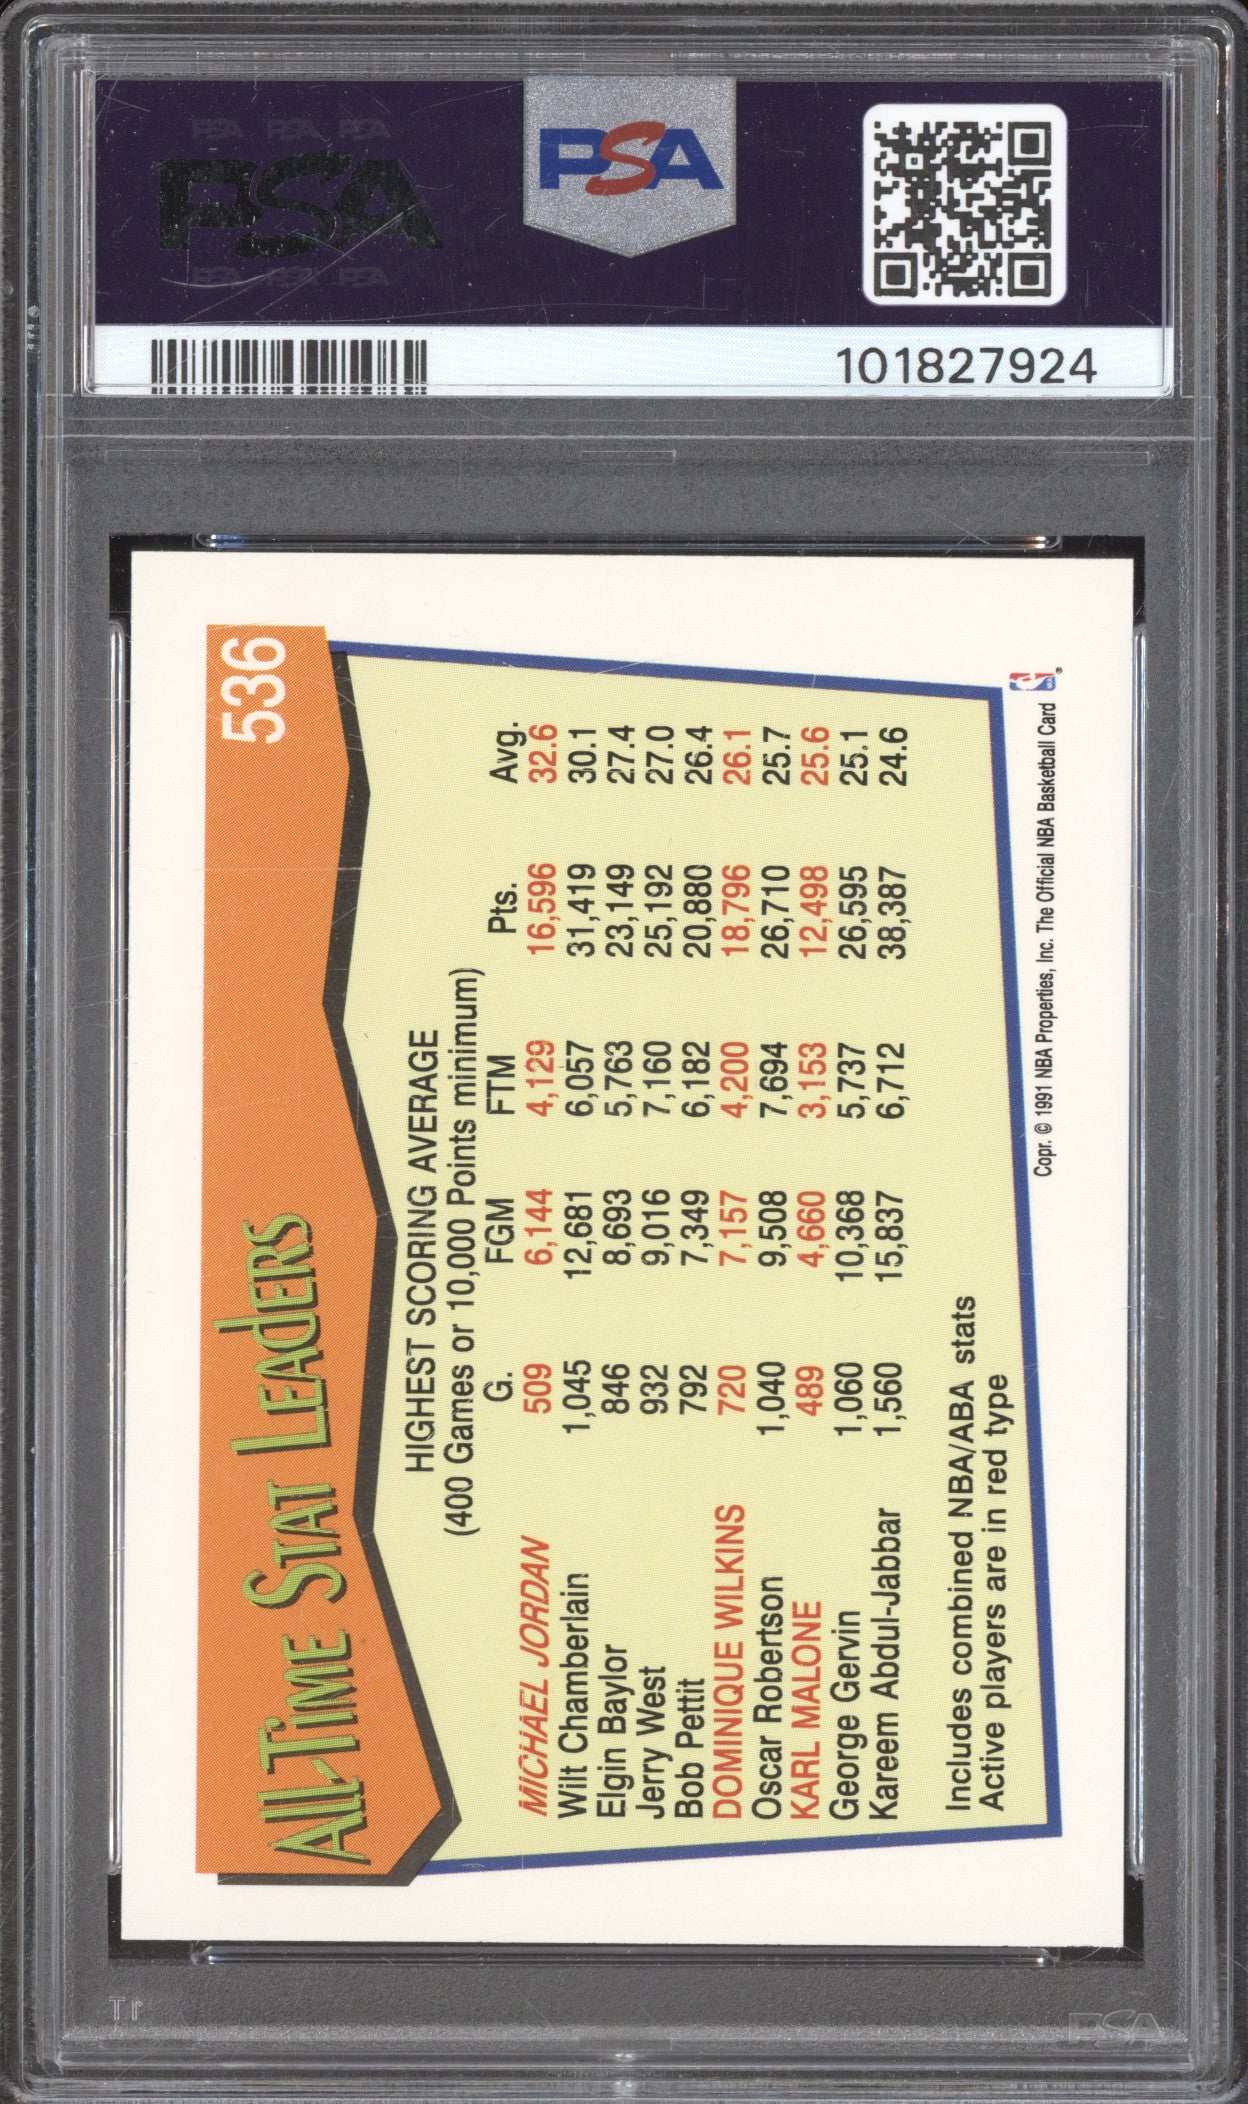 PSA PSA PSA
PSA
PSA PSA PSA
PSA
101827924
ALL-TIME STAT LEADERS 536
HIGHEST SCORING AVERAGE
(400 Games or 10,000 Points minimum)
G. FGM FTM Pts. Avg.
MICHAEL JORDAN 509 6,144 4,129 16,596 32.6
Wilt Chamberlain 1,045 12,681 6,057 31,419 30.1
Elgin Baylor 846 8,693 5,763 23,149 27.4
Jerry West 932 9,016 7,160 25,192 27.0
Bob Pettit 792 7,349 6,182 20,880 26.4
DOMINIQUE WILKINS 720 7,157 4,200 18,796 26.1
Oscar Robertson 1,040 9,508 7,694 26,710 25.7
KARL MALONE 489 4,660 3,153 12,498 25.6
George Gervin 1,060 10,368 5,737 26,595 25.1
Kareem Abdul-Jabbar 1,560 15,837 6,712 38,387 24.6
Includes combined NBA/ABA stats
Active players are in red type
Copr. © 1991 NBA Properties, Inc. The Official NBA Basketball Card
PSA